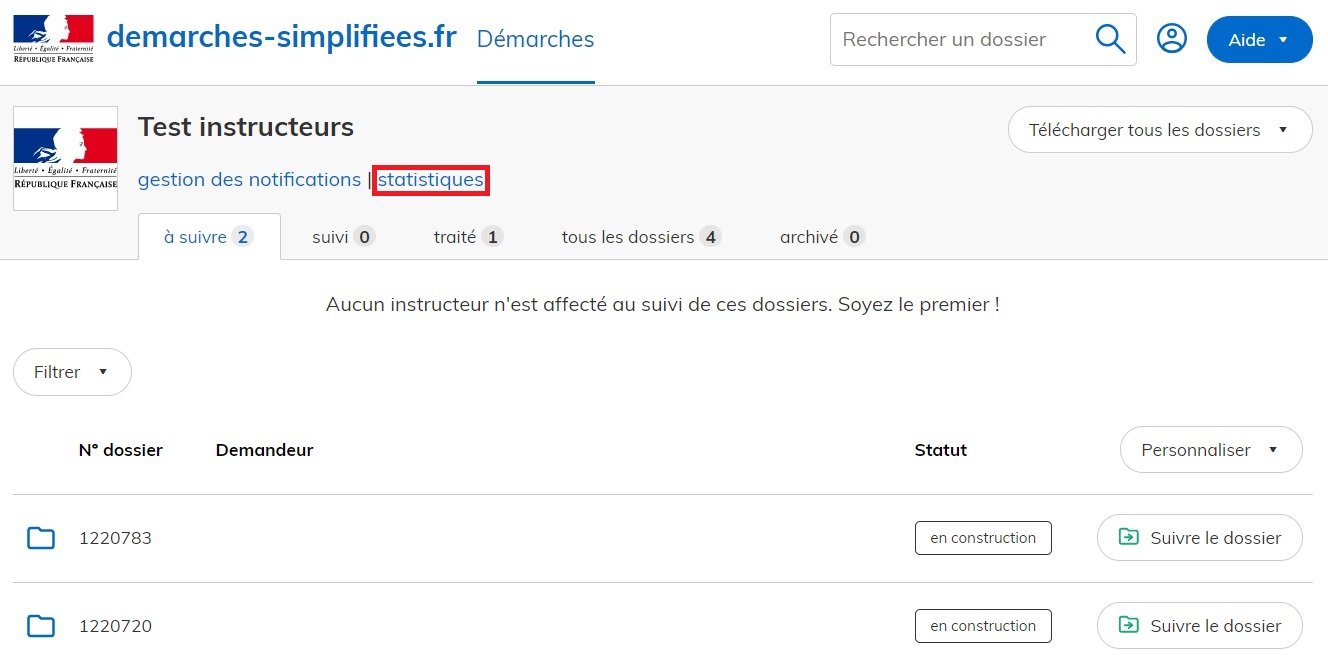 Liberté • Égalité • Fraternité
RÉPUBLIQUE FRANÇAISE
demarches-simplifiees.fr
Démarches
Rechercher un dossier
Aide
Liberté • Égalité • Fraternité
RÉPUBLIQUE FRANÇAISE
Test instructeurs
Télécharger tous les dossiers
gestion des notifications | statistiques
à suivre 2 suivi 0 traité 1 tous les dossiers 4 archivé 0
Aucun instructeur n'est affecté au suivi de ces dossiers. Soyez le premier !
Filtrer
Nº dossier Demandeur Statut Personnaliser
1220783 en construction Suivre le dossier
1220720 en construction Suivre le dossier